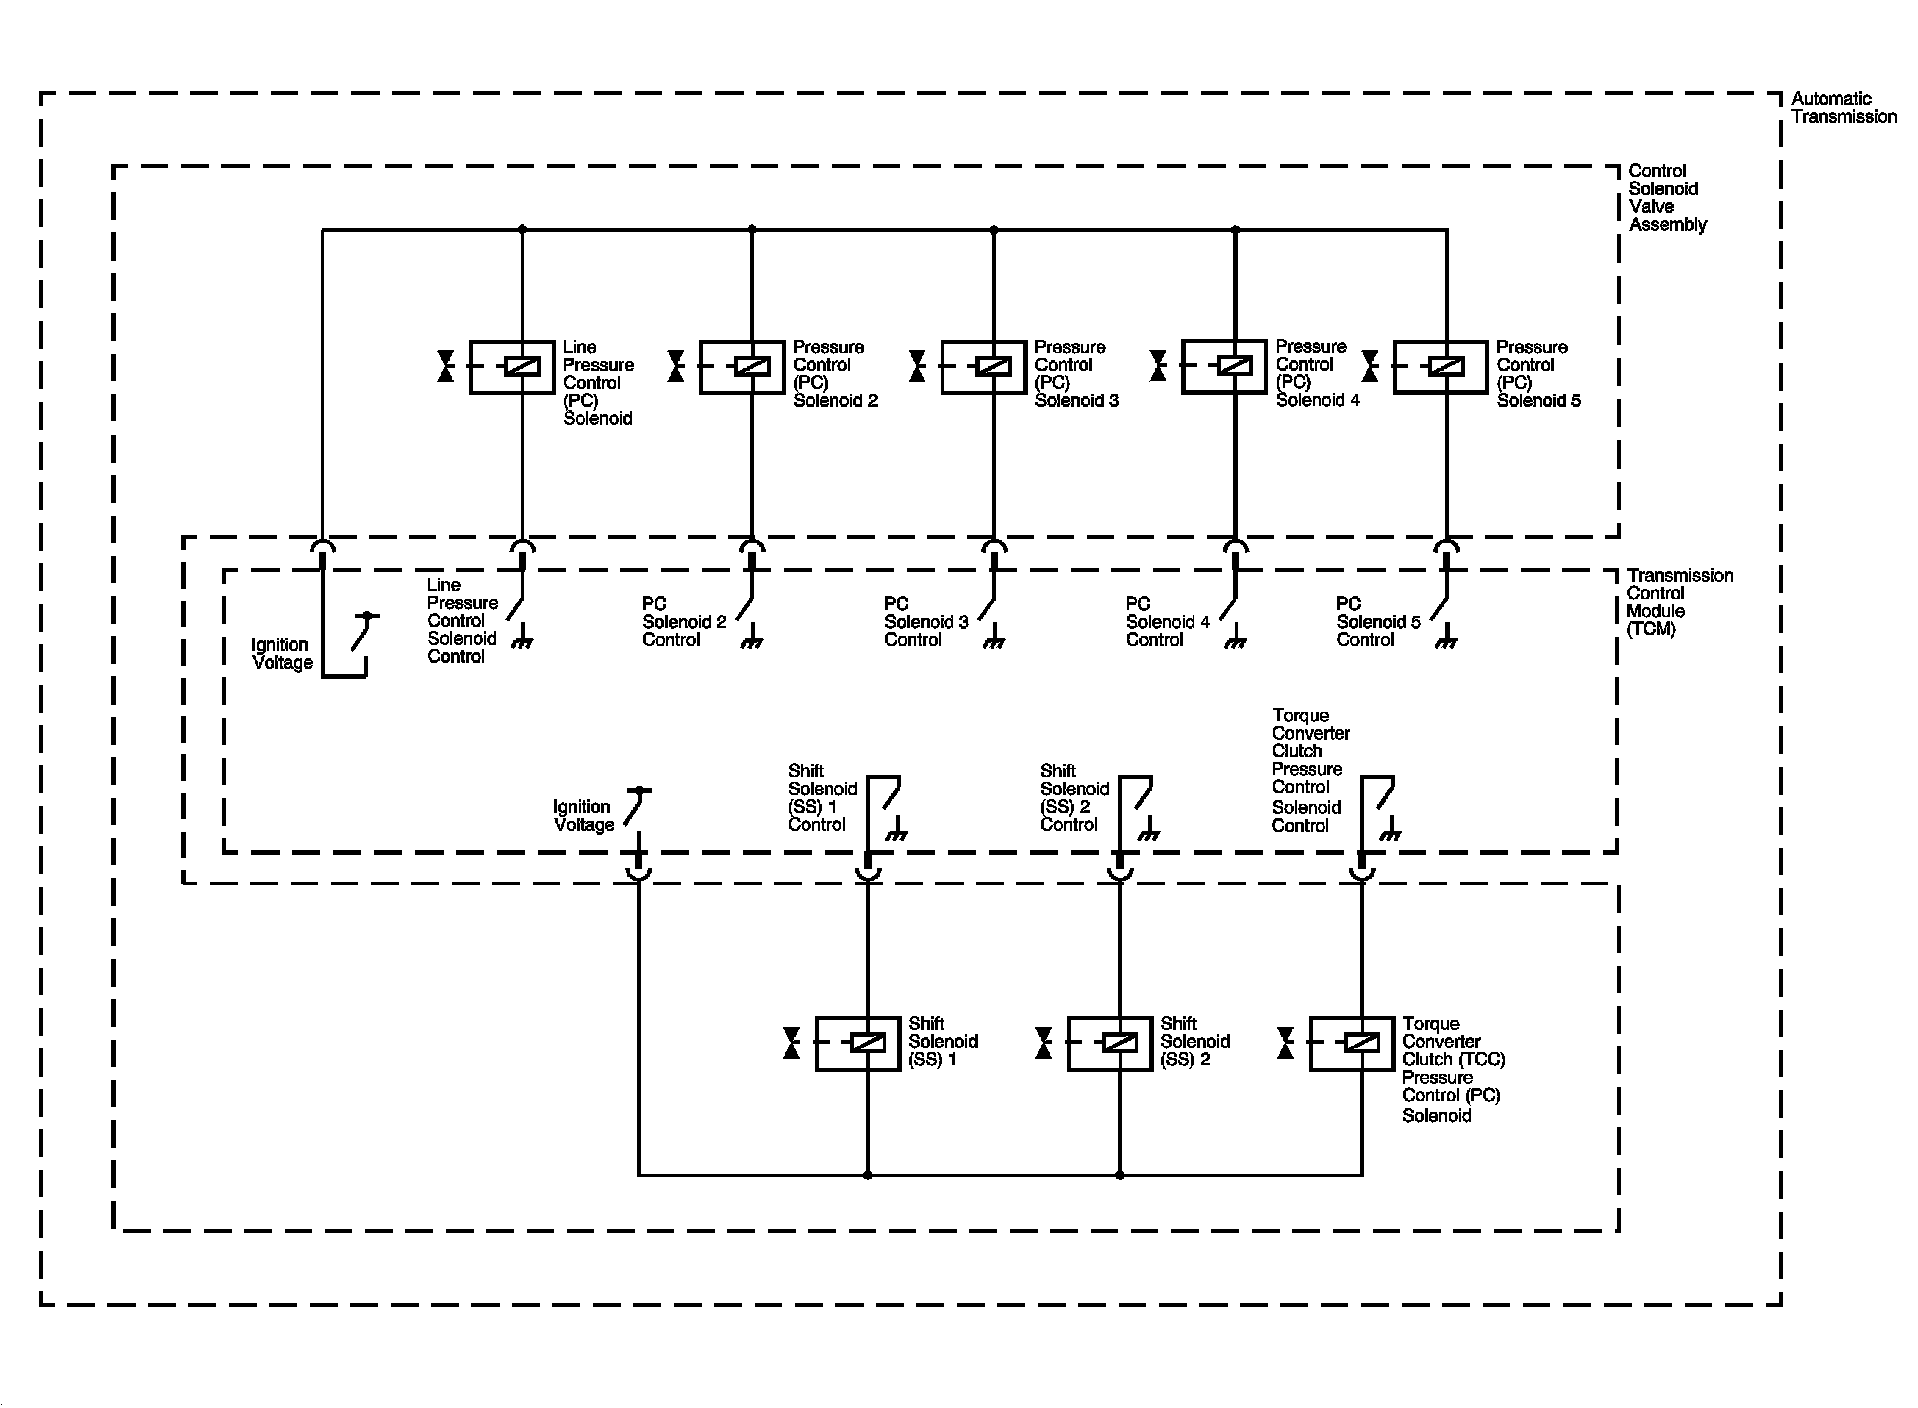 Automatic
Transmission
Control
Solenoid
Valve
Assembly
Line
Pressure
Control
(PC)
Solenoid
Pressure
Control
(PC)
Solenoid 2
Pressure
Control
(PC)
Solenoid 3
Pressure
Control
(PC)
Solenoid 4
Pressure
Control
(PC)
Solenoid 5
Transmission
Control
Module
(TCM)
Ignition
Voltage
Line
Pressure
Control
Solenoid
Control
PC
Solenoid 2
Control
PC
Solenoid 3
Control
PC
Solenoid 4
Control
PC
Solenoid 5
Control
Ignition
Voltage
Shift
Solenoid
(SS) 1
Control
Shift
Solenoid
(SS) 2
Control
Torque
Converter
Clutch
Pressure
Control
Solenoid
Control
Shift
Solenoid
(SS) 1
Shift
Solenoid
(SS) 2
Torque
Converter
Clutch (TCC)
Pressure
Control (PC)
Solenoid